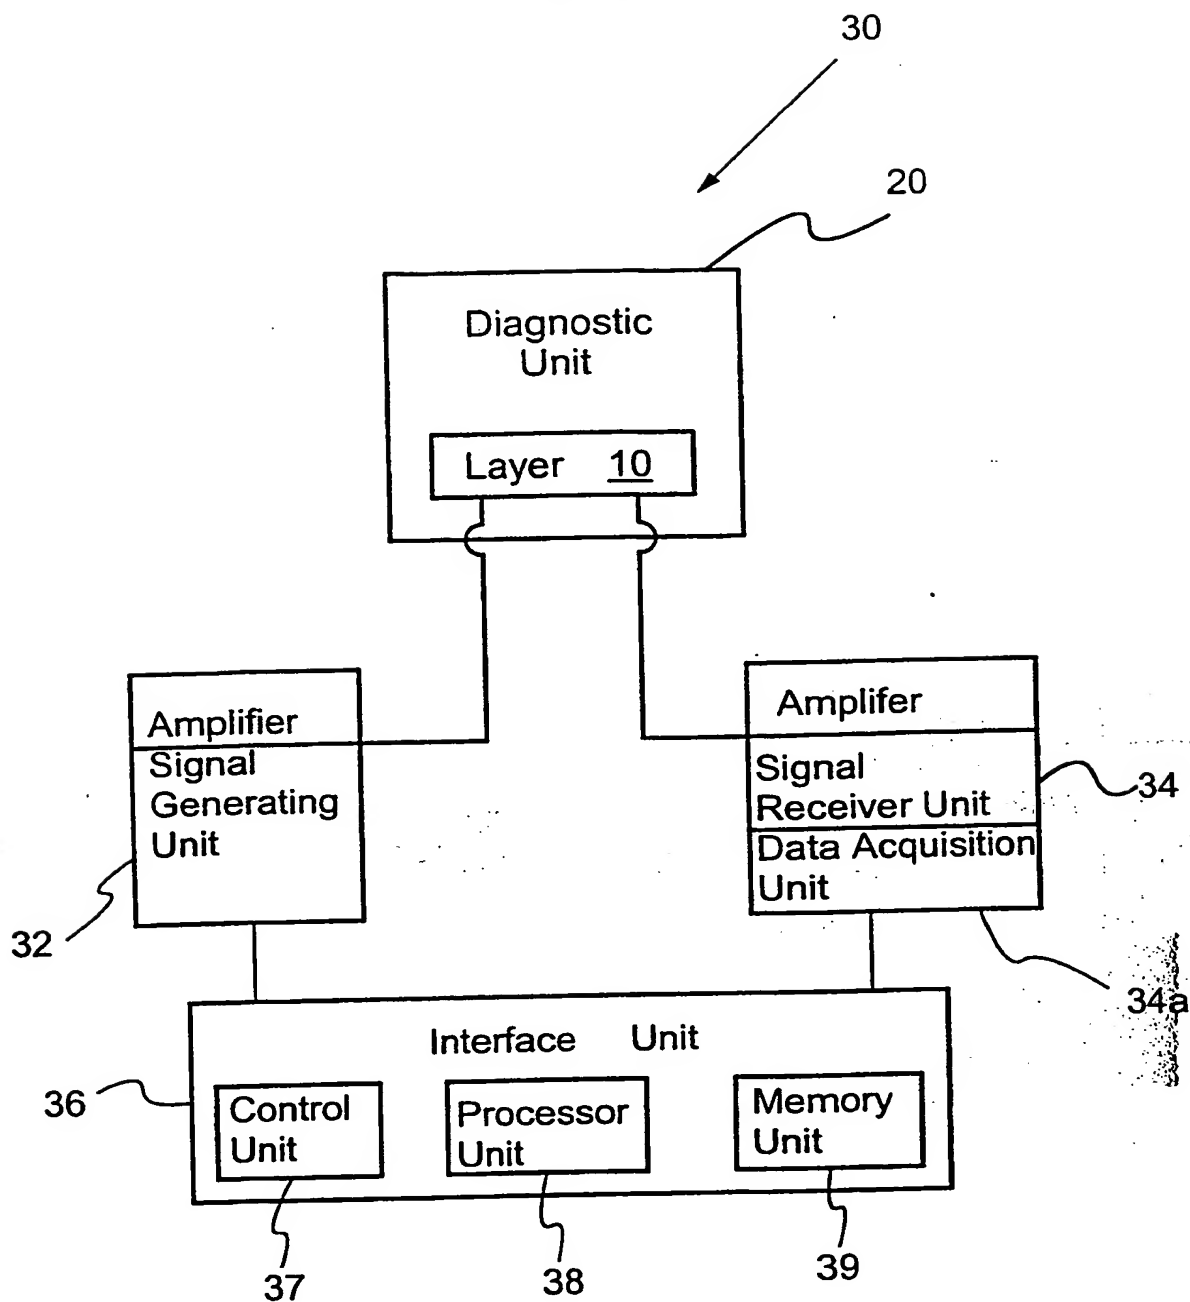 30
20
Diagnostic
Unit
Layer 10
Amplifier
Signal
Generating
Unit
32
Amplifer
Signal
Receiver Unit
34
Data Acquisition
Unit
34a
Interface Unit
36
Control
Unit
Processor
Unit
Memory
Unit
37
38
39